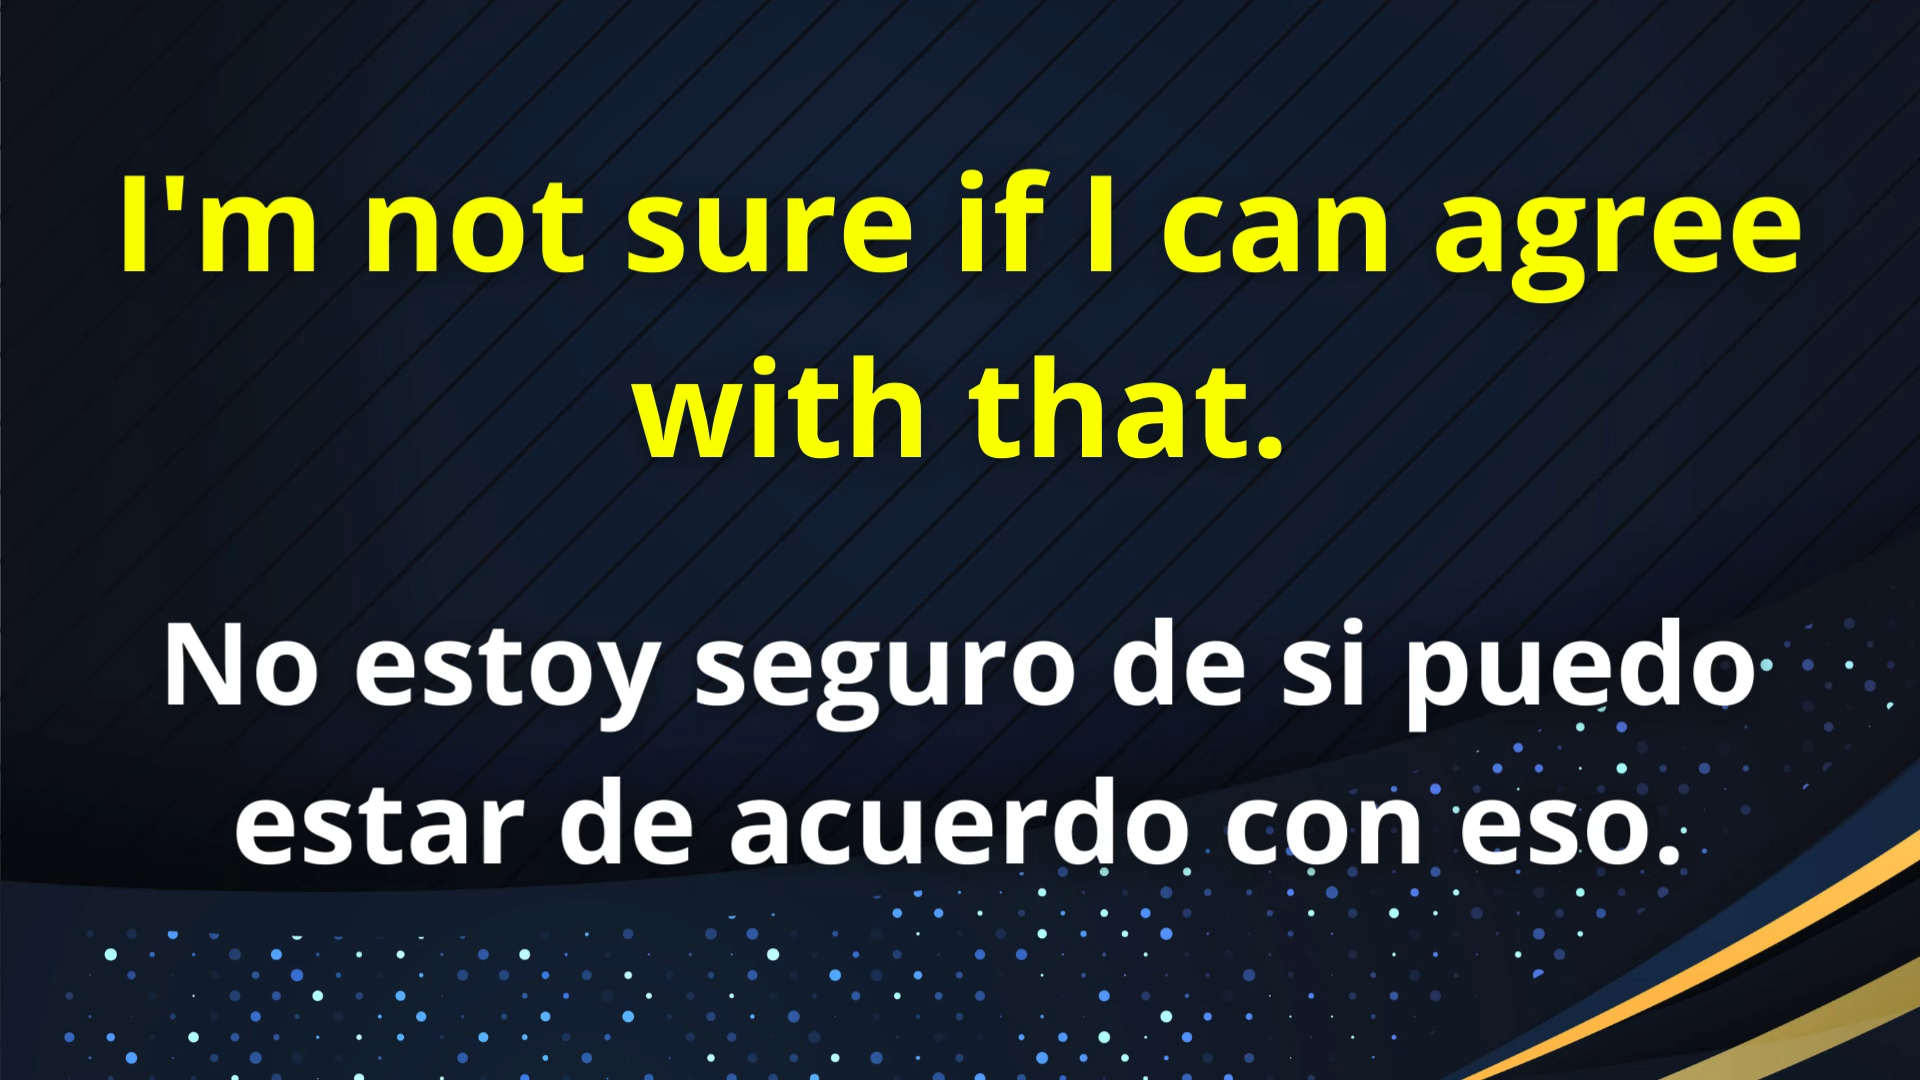 I'm not sure if I can agree
with that.
No estoy seguro de si puedo
estar de acuerdo con eso.